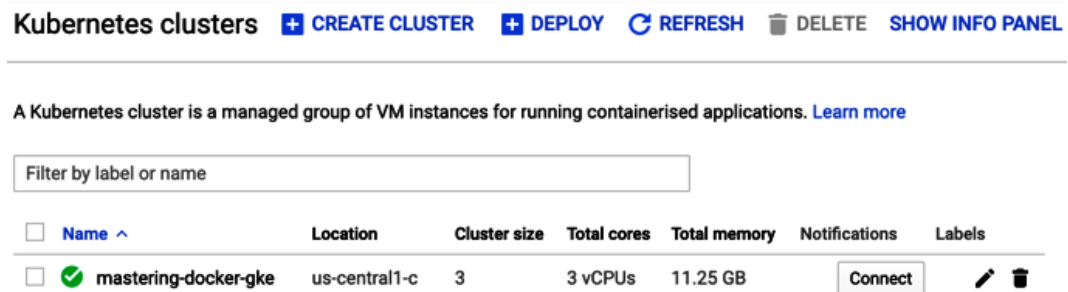 Kubernetes clusters CREATE CLUSTER DEPLOY REFRESH DELETE SHOW INFO PANEL
A Kubernetes cluster is a managed group of VM instances for running containerised applications. Learn more
Filter by label or name
Name Location Cluster size Total cores Total memory Notifications Labels
mastering-docker-gke us-central1-c 3 3 vCPUs 11.25 GB Connect